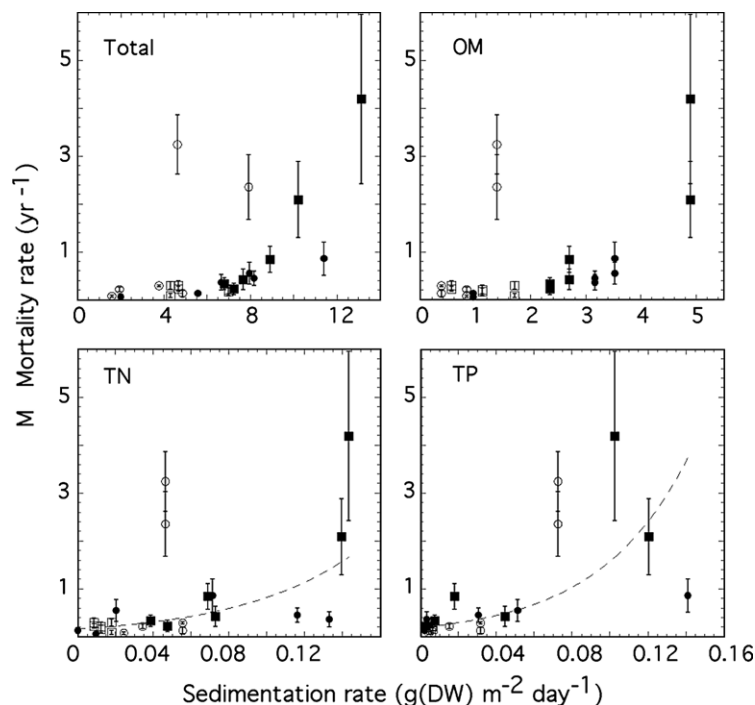 Total
OM
5
3
1
5
3
1
0 4 8 12
0 1 2 3 4 5
TN
TP
5
3
1
5
3
1
0 0.04 0.08 0.12
0 0.04 0.08 0.12 0.16
M Mortality rate (yr⁻¹)
Sedimentation rate (g(DW) m⁻² day⁻¹)